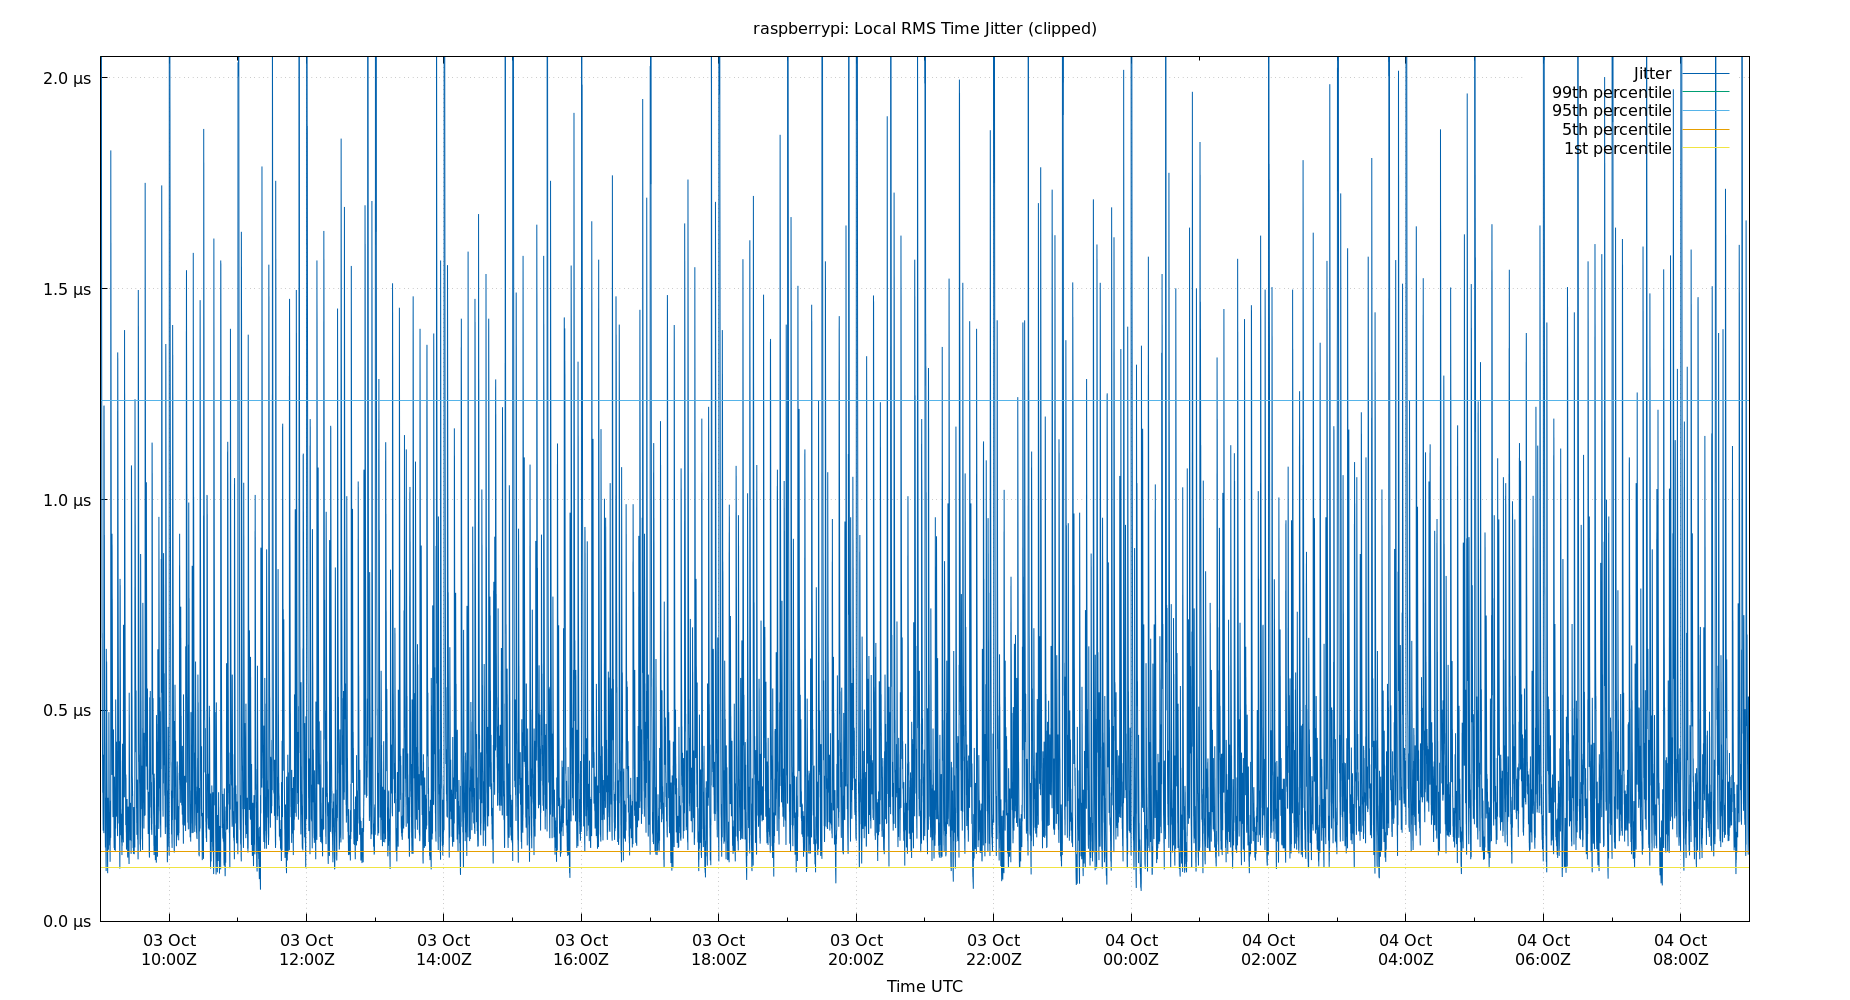 raspberrypi: Local RMS Time Jitter (clipped)
2.0 µs
1.5 µs
1.0 µs
0.5 µs
0.0 µs
Jitter
99th percentile
95th percentile
5th percentile
1st percentile
03 Oct 03 Oct 03 Oct 03 Oct 03 Oct 03 Oct 03 Oct 04 Oct 04 Oct 04 Oct 04 Oct 04 Oct
10:00Z 12:00Z 14:00Z 16:00Z 18:00Z 20:00Z 22:00Z 00:00Z 02:00Z 04:00Z 06:00Z 08:00Z
Time UTC